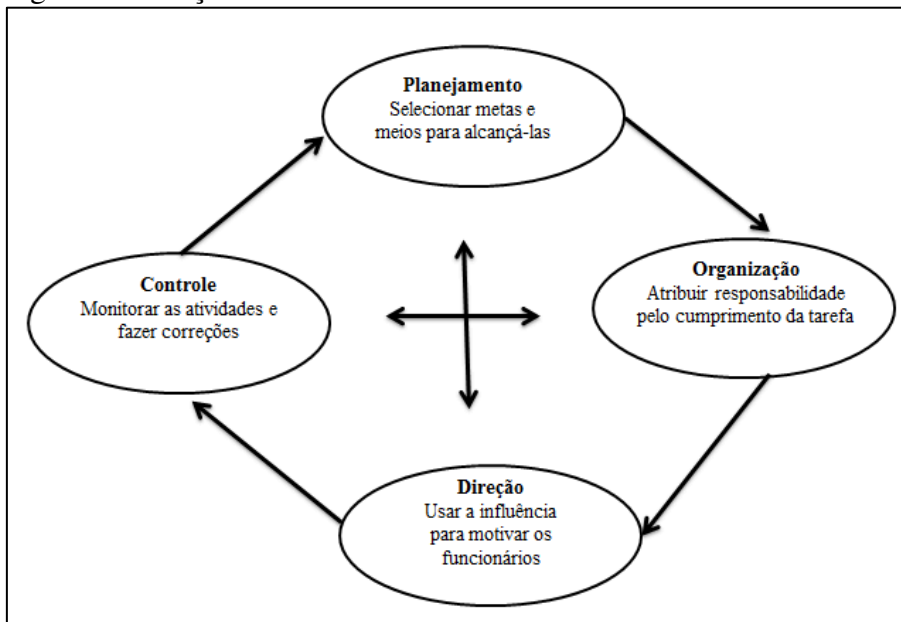 Planejamento
Selecionar metas e
meios para alcançá-las
Controle
Monitorar as atividades e
fazer correções
Organização
Atribuir responsabilidade
pelo cumprimento da tarefa
Direção
Usar a influência
para motivar os
funcionários